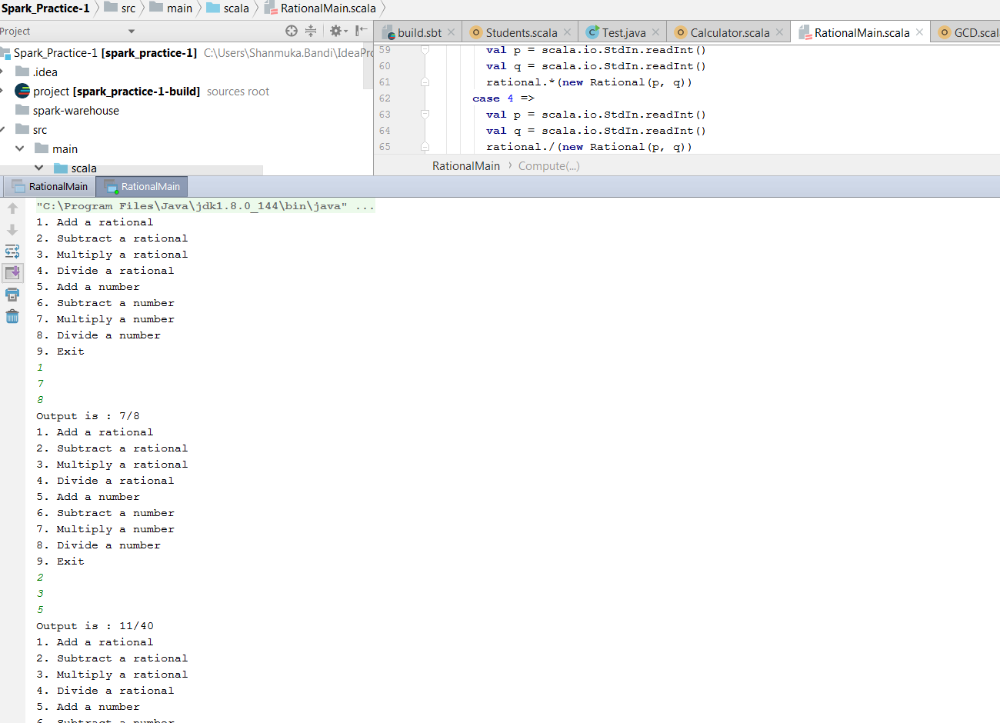 Spark_Practice-1 src main scala RationalMain.scala
Project
build.sbt Students.scala Test.java Calculator.scala RationalMain.scala GCD.scal
Spark_Practice-1 [spark_practice-1] C:\Users\Shanmuka.Bandi\IdeaPro
.idea
project [spark_practice-1-build] sources root
spark-warehouse
src
main
scala
59 val p = scala.io.StdIn.readInt()
60 val q = scala.io.StdIn.readInt()
61 rational.*(new Rational(p, q))
62 case 4 =>
63 val p = scala.io.StdIn.readInt()
64 val q = scala.io.StdIn.readInt()
65 rational./(new Rational(p, q))
RationalMain › Compute(...)
RationalMain RationalMain
"C:\Program Files\Java\jdk1.8.0_144\bin\java" ...
1. Add a rational
2. Subtract a rational
3. Multiply a rational
4. Divide a rational
5. Add a number
6. Subtract a number
7. Multiply a number
8. Divide a number
9. Exit
1
7
8
Output is : 7/8
1. Add a rational
2. Subtract a rational
3. Multiply a rational
4. Divide a rational
5. Add a number
6. Subtract a number
7. Multiply a number
8. Divide a number
9. Exit
2
3
5
Output is : 11/40
1. Add a rational
2. Subtract a rational
3. Multiply a rational
4. Divide a rational
5. Add a number
6. Subtract a number